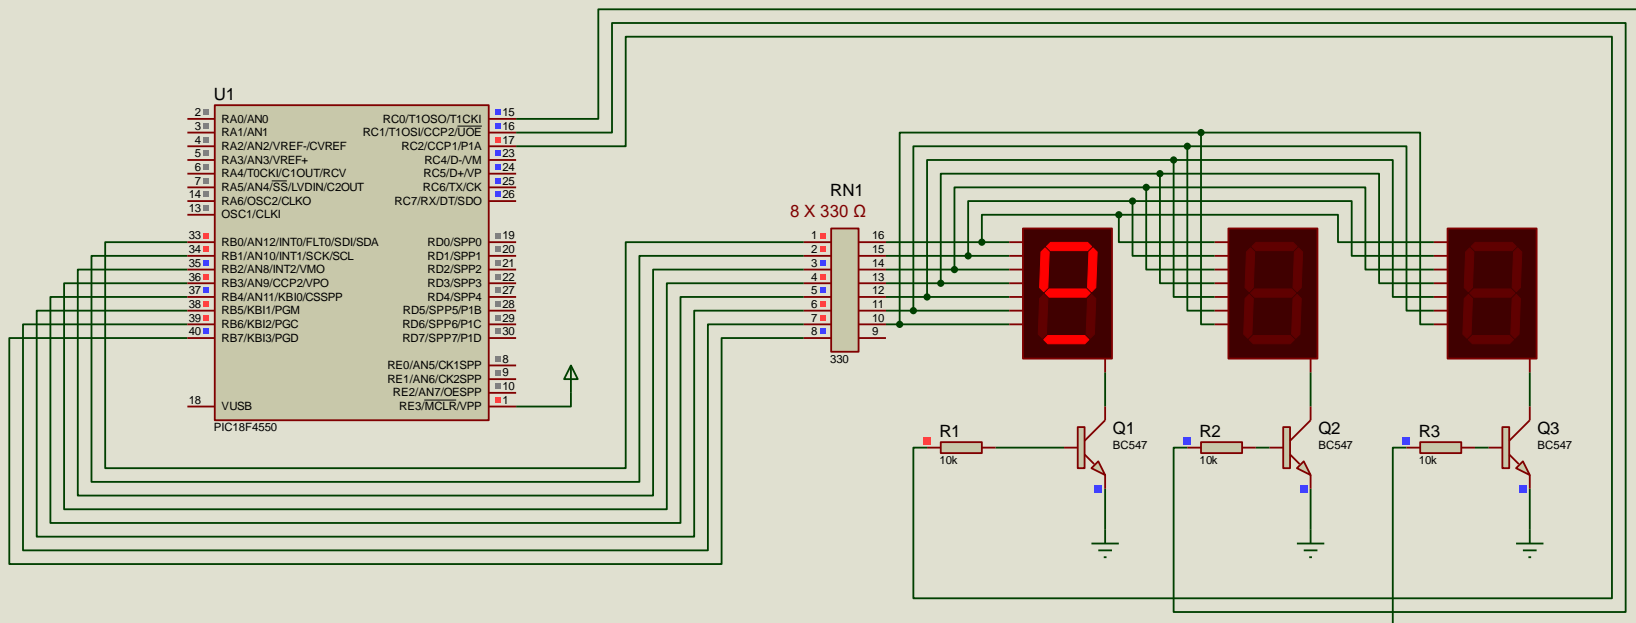 U1
2
3
4
5
6
7
14
13
RA0/AN0
RA1/AN1
RA2/AN2/VREF-/CVREF
RA3/AN3/VREF+
RA4/T0CKI/C1OUT/RCV
RA5/AN4/SS/LVDIN/C2OUT
RA6/OSC2/CLKO
OSC1/CLKI
RC0/T1OSO/T1CKI
RC1/T1OSI/CCP2/UOE
RC2/CCP1/P1A
RC4/D-/VM
RC5/D+/VP
RC6/TX/CK
RC7/RX/DT/SDO
15
16
17
23
24
25
26
33
34
35
36
37
38
39
40
RB0/AN12/INT0/FLT0/SDI/SDA
RB1/AN10/INT1/SCK/SCL
RB2/AN8/INT2/VMO
RB3/AN9/CCP2/VPO
RB4/AN11/KBI0/CSSPP
RB5/KBI1/PGM
RB6/KBI2/PGC
RB7/KBI3/PGD
RD0/SPP0
RD1/SPP1
RD2/SPP2
RD3/SPP3
RD4/SPP4
RD5/SPP5/P1B
RD6/SPP6/P1C
RD7/SPP7/P1D
19
20
21
22
27
28
29
30
RE0/AN5/CK1SPP
RE1/AN6/CK2SPP
RE2/AN7/OESPP
RE3/MCLR/VPP
8
9
10
1
18
VUSB
PIC18F4550
RN1
8 X 330 Ω
1
2
3
4
5
6
7
8
16
15
14
13
12
11
10
9
330
R1
10k
Q1
BC547
R2
10k
Q2
BC547
R3
10k
Q3
BC547